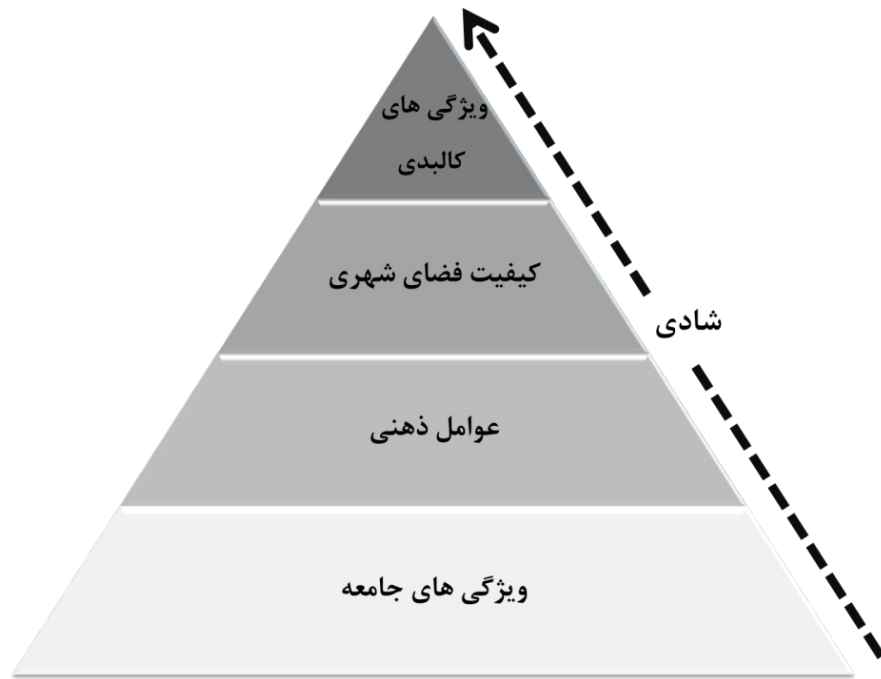 ویژگی های
کالبدی
کیفیت فضای شهری
شادی
عوامل ذهنی
ویژگی های جامعه